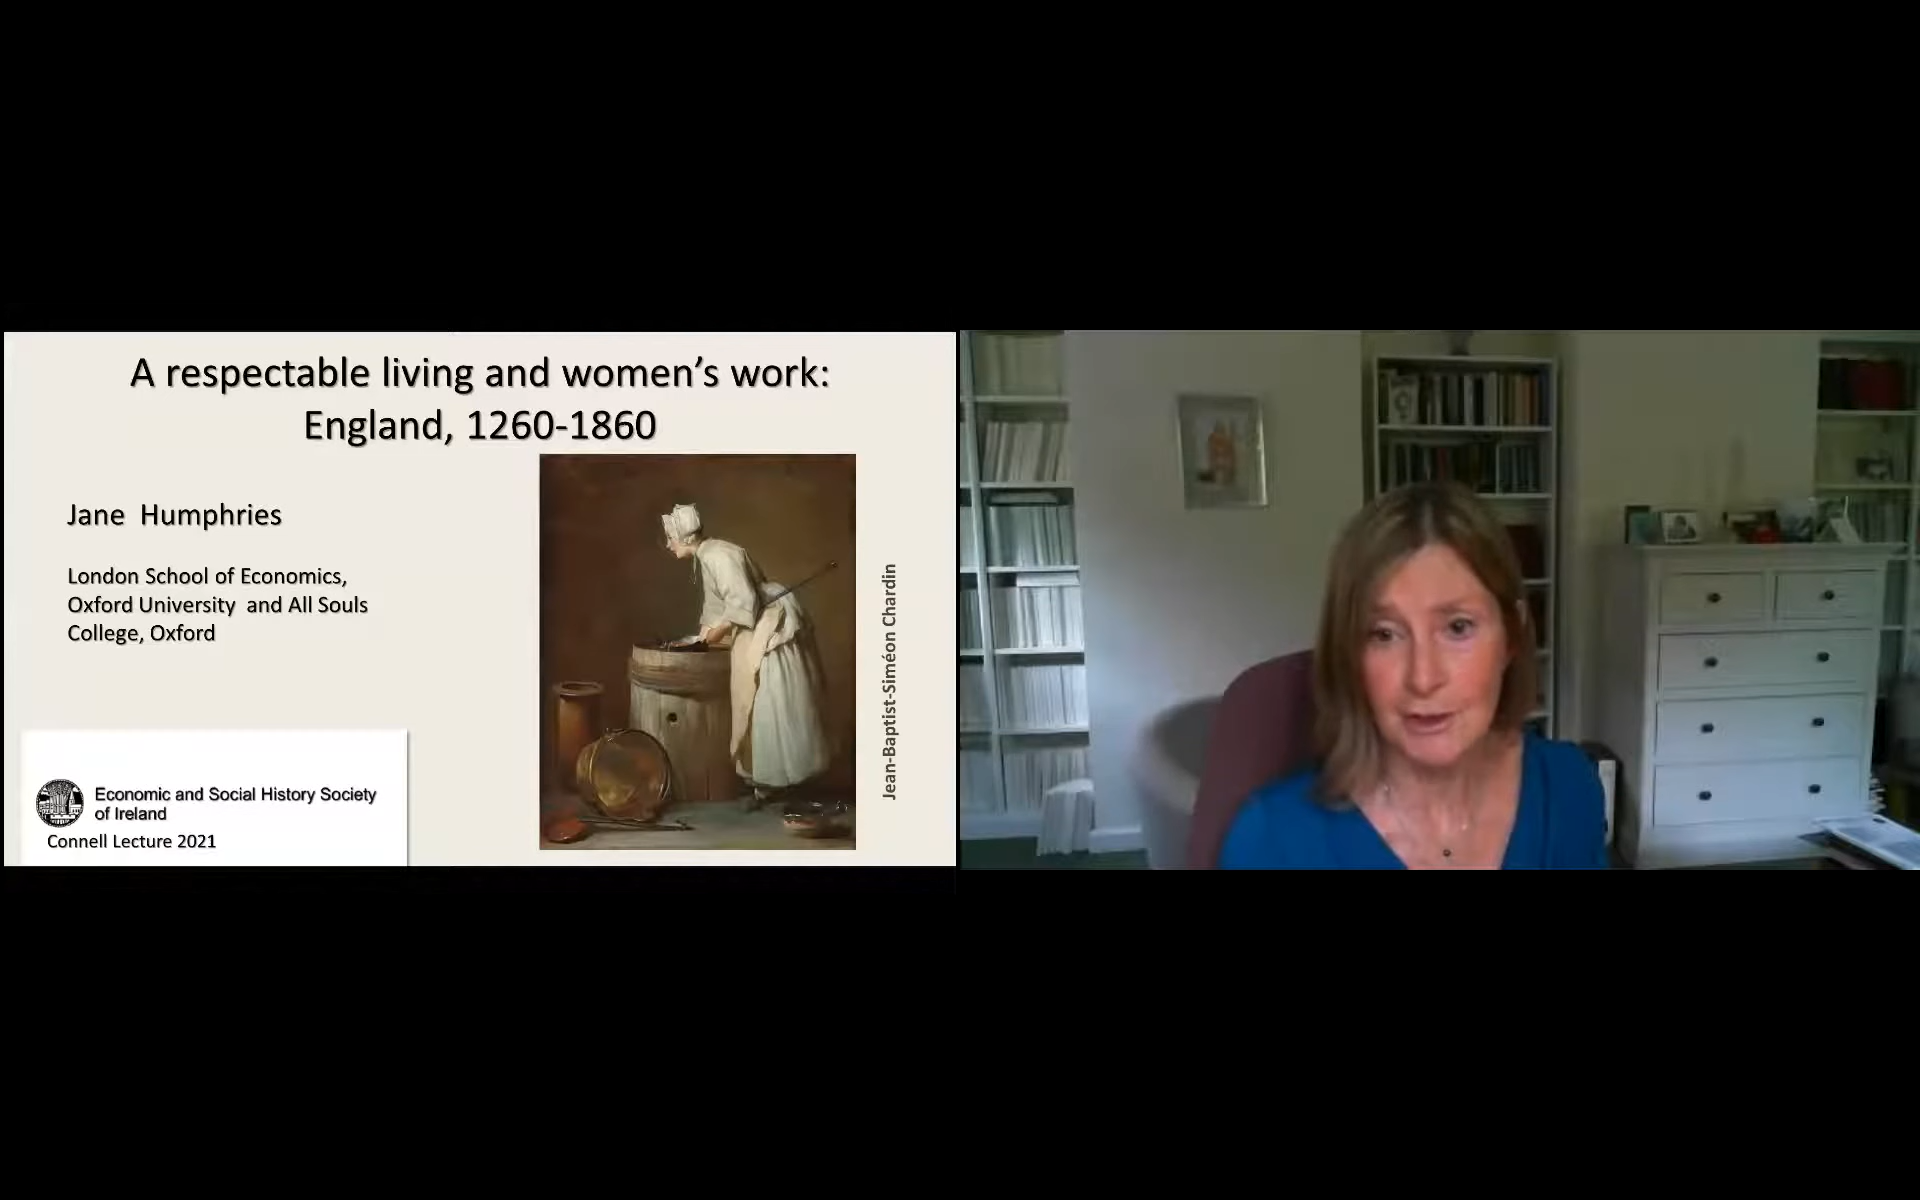 A respectable living and women's work:
England, 1260-1860
Jane Humphries
London School of Economics,
Oxford University and All Souls
College, Oxford
Jean-Baptist-Siméon Chardin
Economic and Social History Society
of Ireland
Connell Lecture 2021